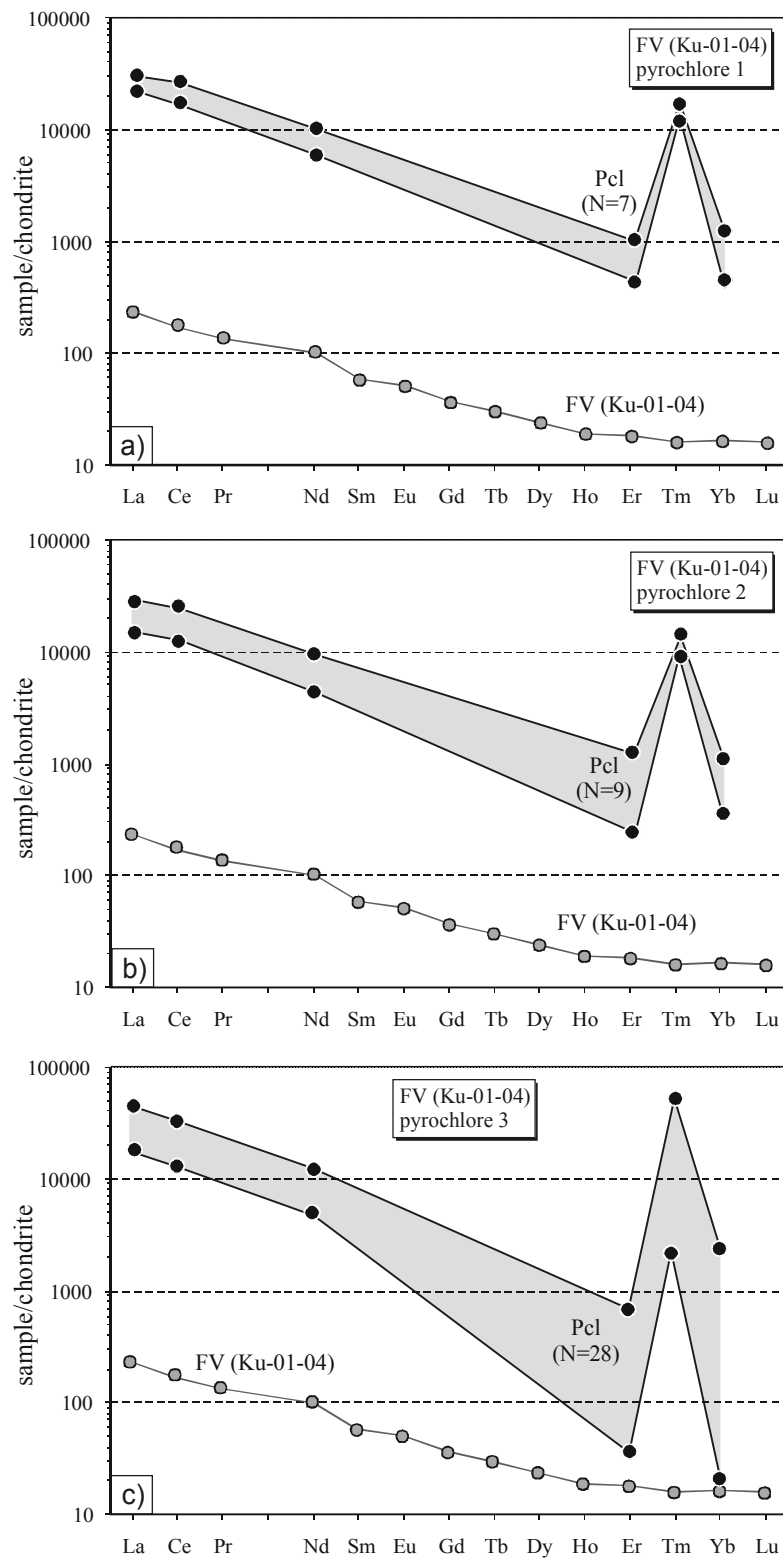 100000
10000
1000
100
10
sample/chondrite
FV (Ku-01-04)
pyrochlore 1
Pcl
(N=7)
FV (Ku-01-04)
a)
La Ce Pr Nd Sm Eu Gd Tb Dy Ho Er Tm Yb Lu
100000
10000
1000
100
10
sample/chondrite
FV (Ku-01-04)
pyrochlore 2
Pcl
(N=9)
FV (Ku-01-04)
b)
La Ce Pr Nd Sm Eu Gd Tb Dy Ho Er Tm Yb Lu
100000
10000
1000
100
10
sample/chondrite
FV (Ku-01-04)
pyrochlore 3
Pcl
(N=28)
FV (Ku-01-04)
c)
La Ce Pr Nd Sm Eu Gd Tb Dy Ho Er Tm Yb Lu